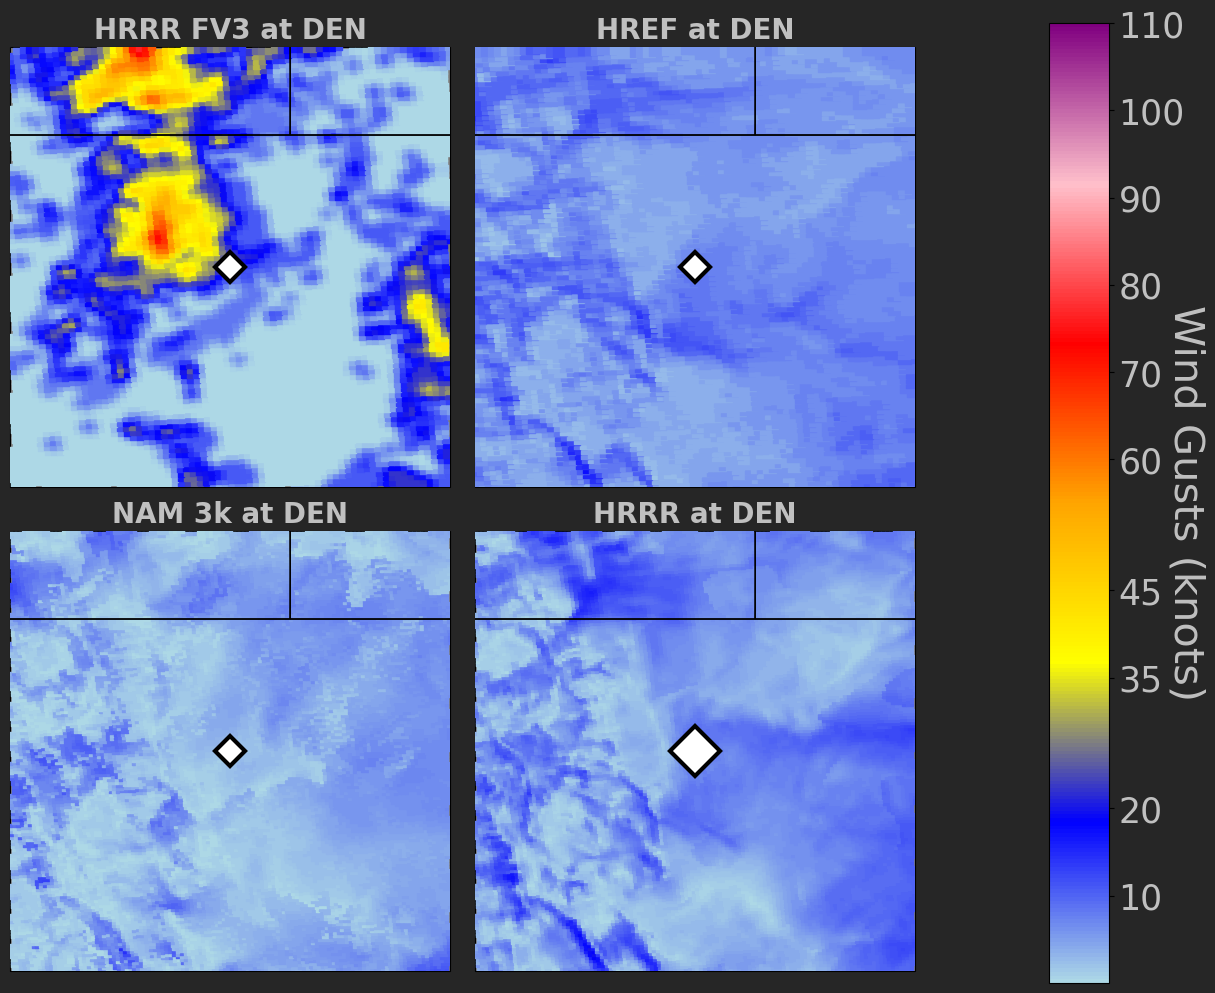 HRRR FV3 at DEN
HREF at DEN
NAM 3k at DEN
HRRR at DEN
110
100
90
80
70
60
45
35
20
10
Wind Gusts (knots)